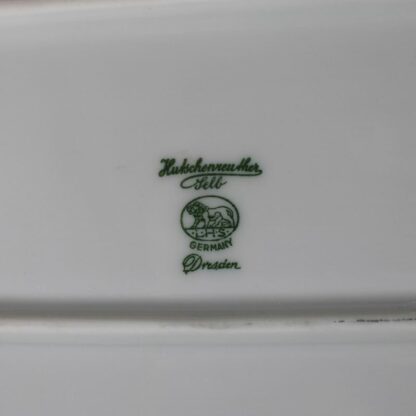 Hutschenreuther
Selb
L·H·S
GERMANY
Dresden